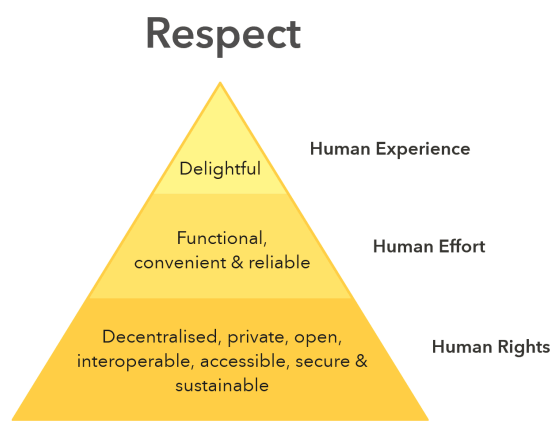 Respect
Delightful
Human Experience
Functional,
convenient & reliable
Human Effort
Decentralised, private, open,
interoperable, accessible, secure &
sustainable
Human Rights